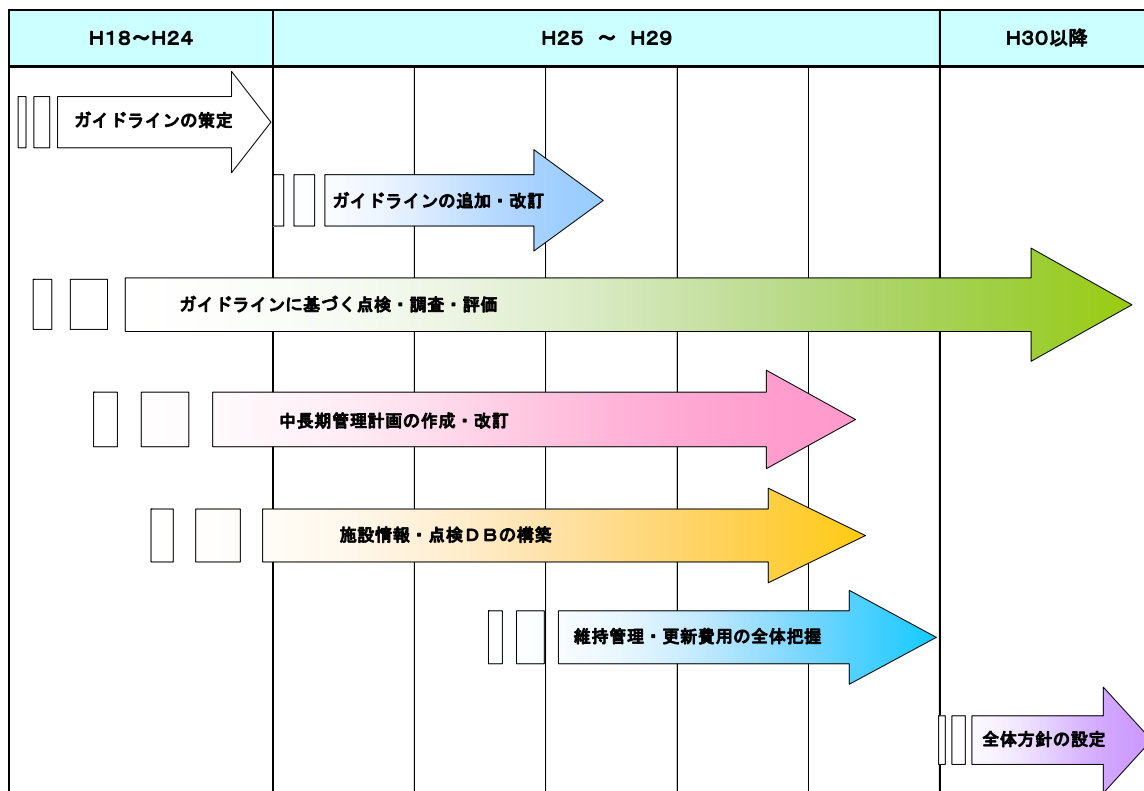 H18～H24
H25 ～ H29
H30以降
ガイドラインの策定
ガイドラインの追加・改訂
ガイドラインに基づく点検・調査・評価
中長期管理計画の作成・改訂
施設情報・点検ＤＢの構築
維持管理・更新費用の全体把握
全体方針の設定